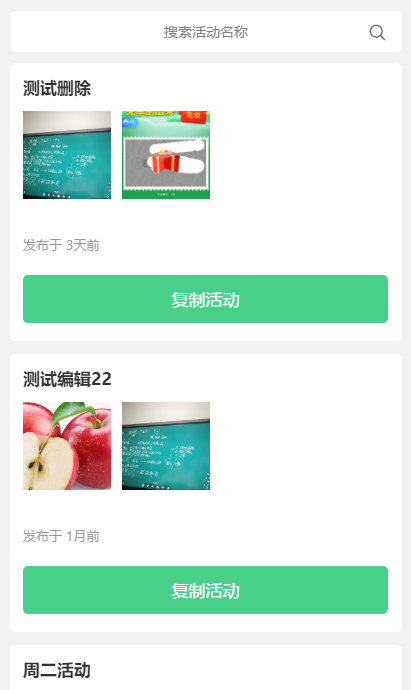 搜索活动名称
测试删除
发布于 3天前
复制活动
测试编辑22
发布于 1月前
复制活动
周二活动